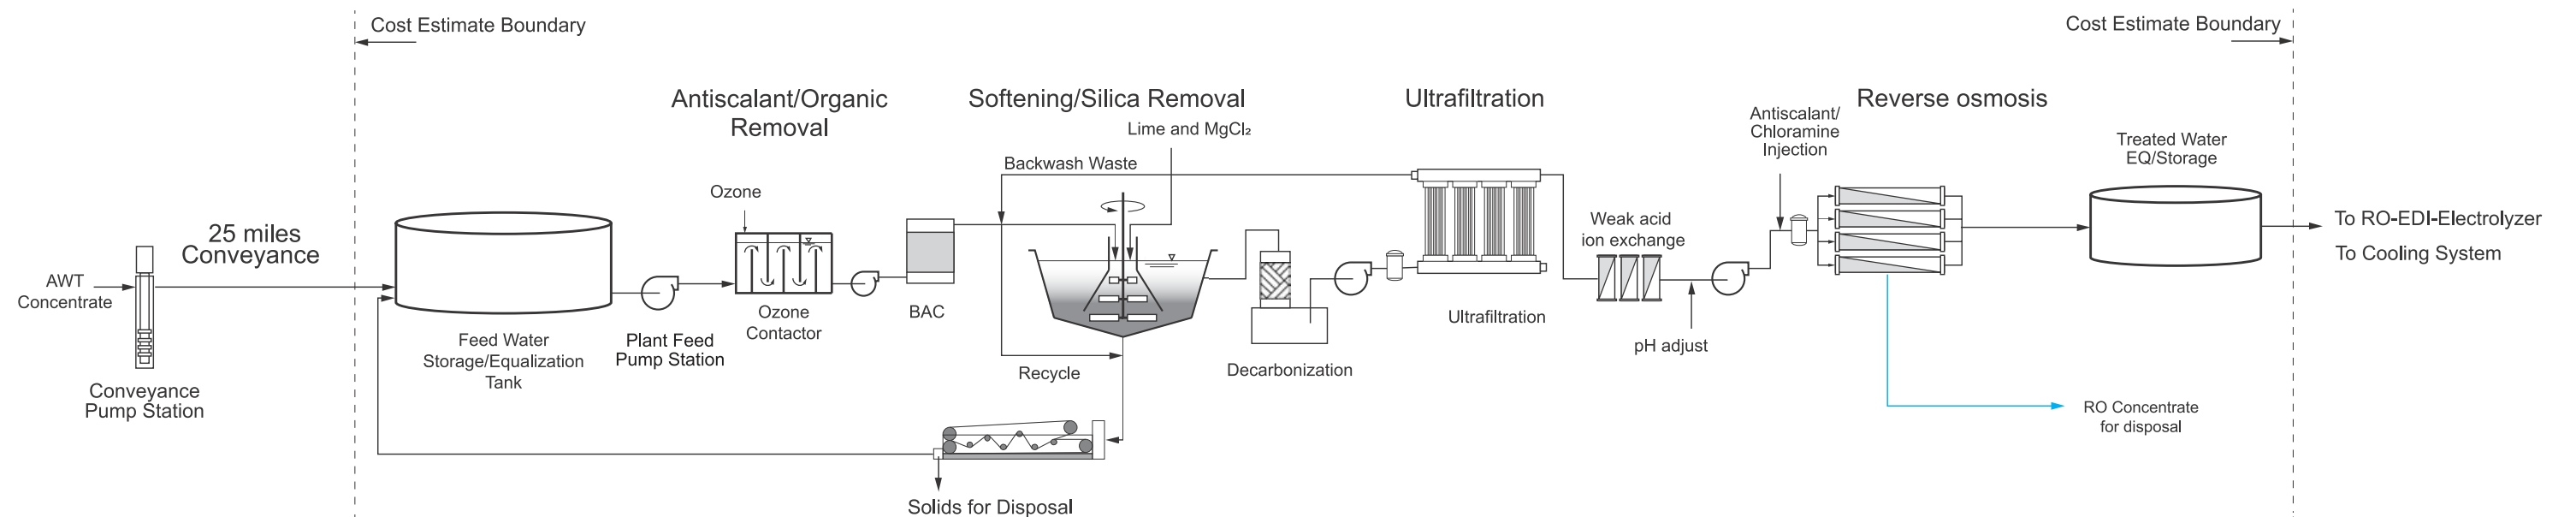 Cost Estimate Boundary
Cost Estimate Boundary
Antiscalant/Organic
Removal
Softening/Silica Removal
Ultrafiltration
Reverse osmosis
Lime and MgCl₂
Backwash Waste
Antiscalant/
Chloramine
Injection
Treated Water
EQ/Storage
Ozone
25 miles
Conveyance
Weak acid
ion exchange
To RO-EDI-Electrolyzer
To Cooling System
AWT
Concentrate
Ozone
Contactor
BAC
Ultrafiltration
Feed Water
Storage/Equalization
Tank
Plant Feed
Pump Station
pH adjust
Recycle
Decarbonization
Conveyance
Pump Station
RO Concentrate
for disposal
Solids for Disposal